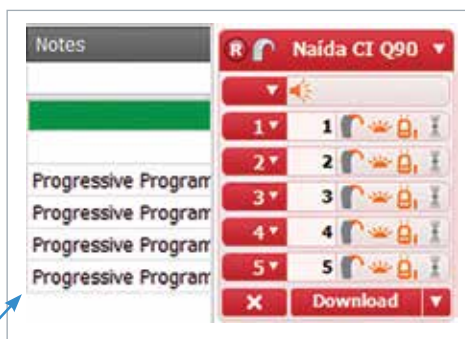 Notes
Progressive Program
Progressive Program
Progressive Program
Progressive Program
R Naída CI Q90
1 1
2 2
3 3
4 4
5 5
Download